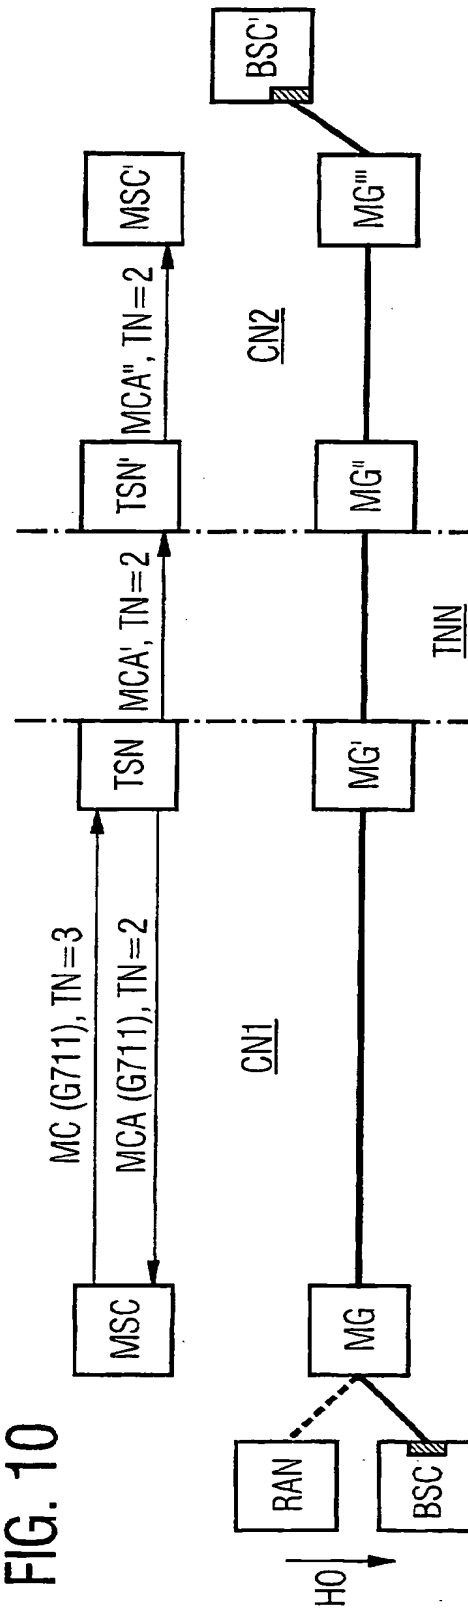 FIG. 10
MC (G711), TN=3
MCA (G711), TN=2
MCA', TN=2
MCA", TN=2
MSC
TSN
TSN'
MSC'
CN1
CN2
BSC'
HO
RAN
BSC
MG
MG'
MG"
MG'''
TNN